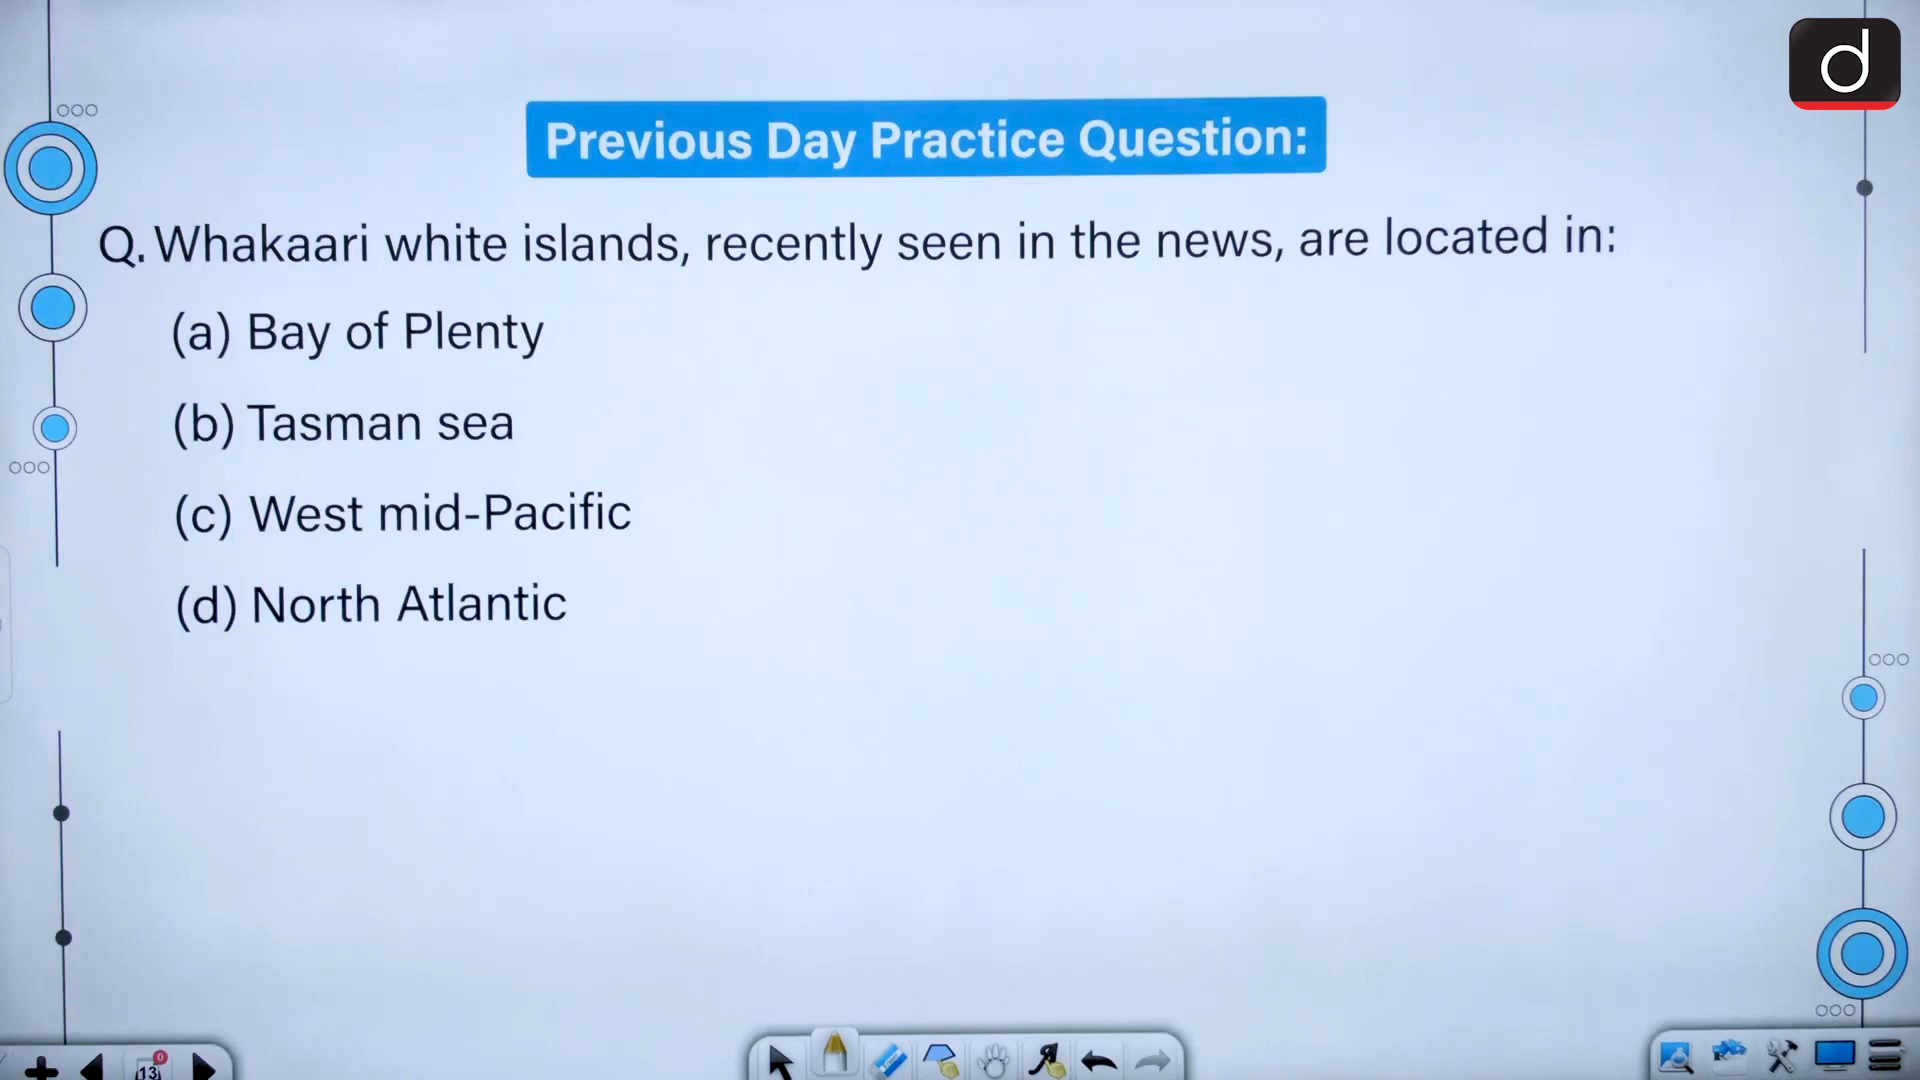 d
Previous Day Practice Question:
Q. Whakaari white islands, recently seen in the news, are located in:
(a) Bay of Plenty
(b) Tasman sea
(c) West mid-Pacific
(d) North Atlantic
0
13